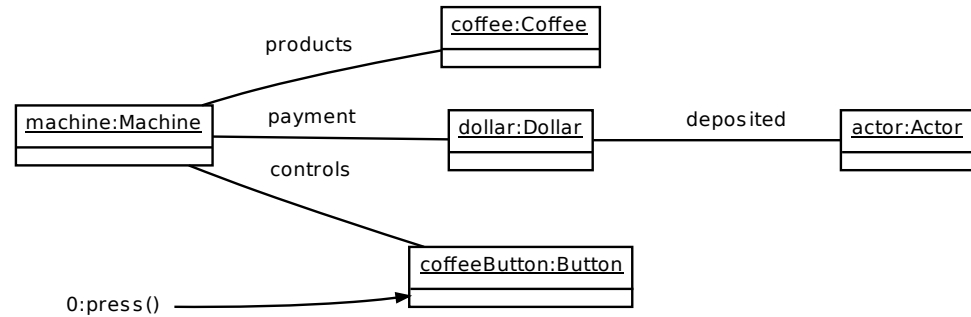 coffee:Coffee
products
machine:Machine
payment
dollar:Dollar
deposited
actor:Actor
controls
coffeeButton:Button
0:press()